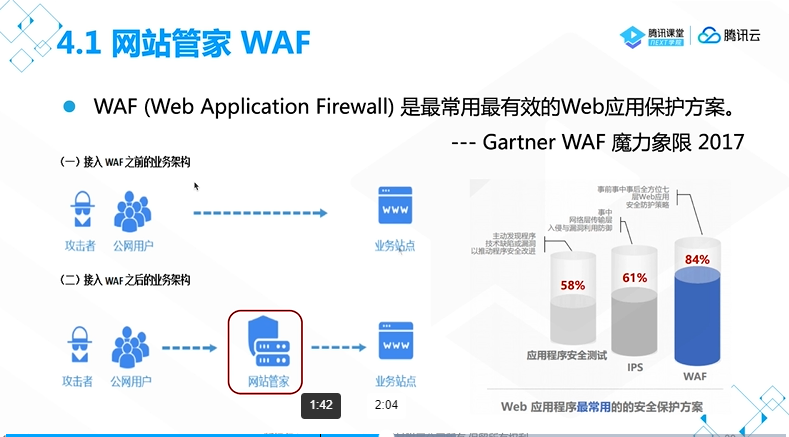 4.1 网站管家 WAF
腾讯课堂
NEXT学院
腾讯云
WAF (Web Application Firewall) 是最常用最有效的Web应用保护方案。
--- Gartner WAF 魔力象限 2017
（一）接入 WAF 之前的业务架构
攻击者
公网用户
WWW
业务站点
（二）接入 WAF 之后的业务架构
攻击者
公网用户
网站管家
WWW
业务站点
事前事中事后全方位七
层Web应用
安全防护策略
事中
网络层传输层
入侵与漏洞利用防御
主动发现程序
技术缺陷或漏洞
以推动程序安全改进
58%
61%
84%
应用程序安全测试
IPS
WAF
Web 应用程序最常用的的安全保护方案
1:42
2:04